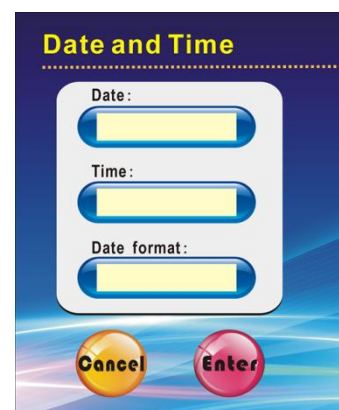 Date and Time
Date:
Time:
Date format:
Cancel
Enter